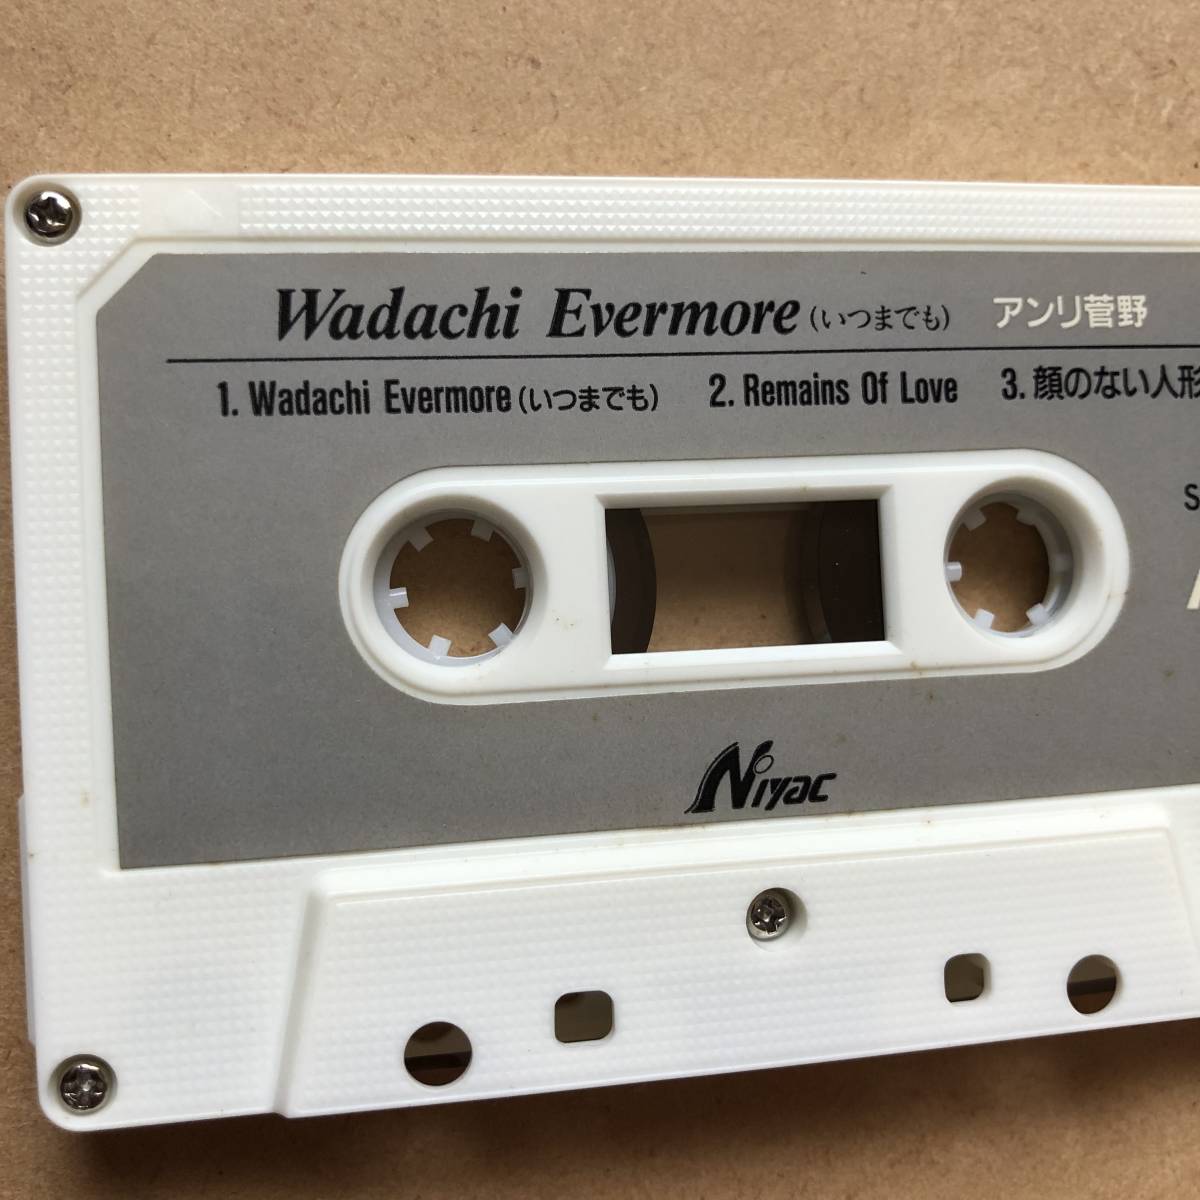 Wadachi Evermore (いつまでも) アンリ菅野
1. Wadachi Evermore (いつまでも) 2. Remains Of Love 3. 顔のない人形
S
Niyac